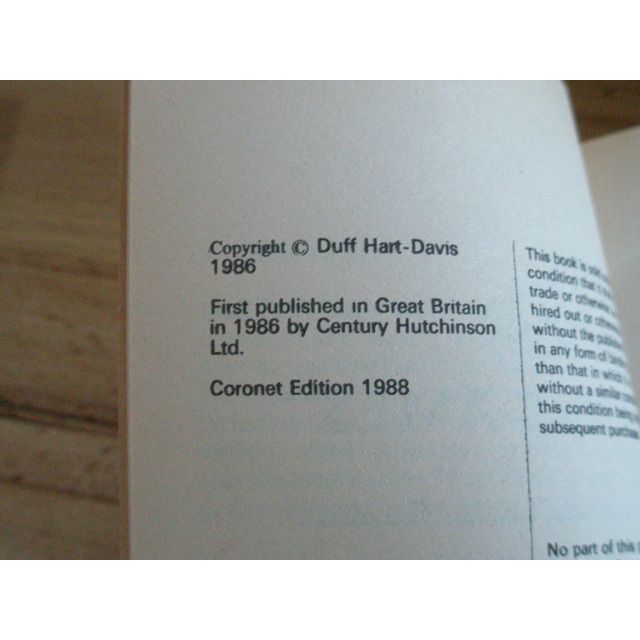 Copyright © Duff Hart-Davis
1986
First published in Great Britain
in 1986 by Century Hutchinson
Ltd.
Coronet Edition 1988
This book is
condition that
trade or otherwise
hired out or
without the
in any form of
than that in which
without a similar
this condition being
subsequent
No part of this